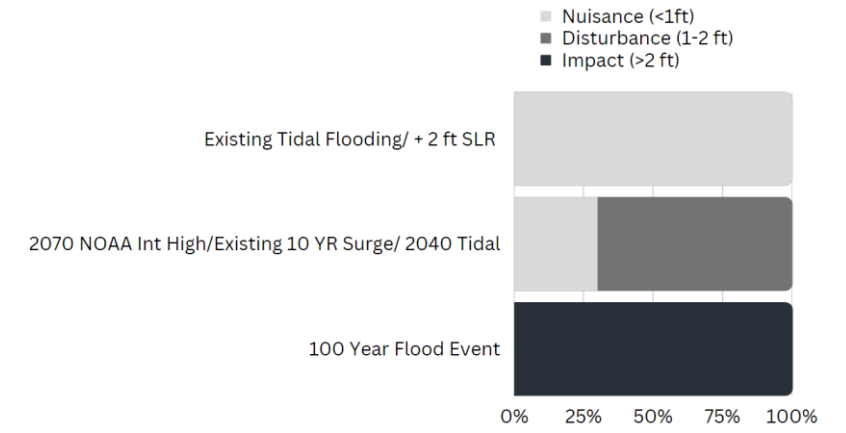 Nuisance (<1ft)
Disturbance (1-2 ft)
Impact (>2 ft)
Existing Tidal Flooding/ + 2 ft SLR
2070 NOAA Int High/Existing 10 YR Surge/ 2040 Tidal
100 Year Flood Event
0% 25% 50% 75% 100%